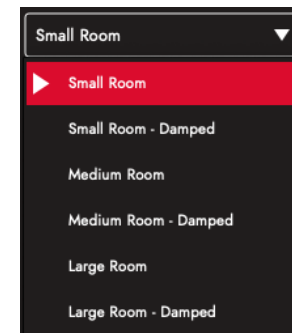 Small Room
Small Room
Small Room - Damped
Medium Room
Medium Room - Damped
Large Room
Large Room - Damped